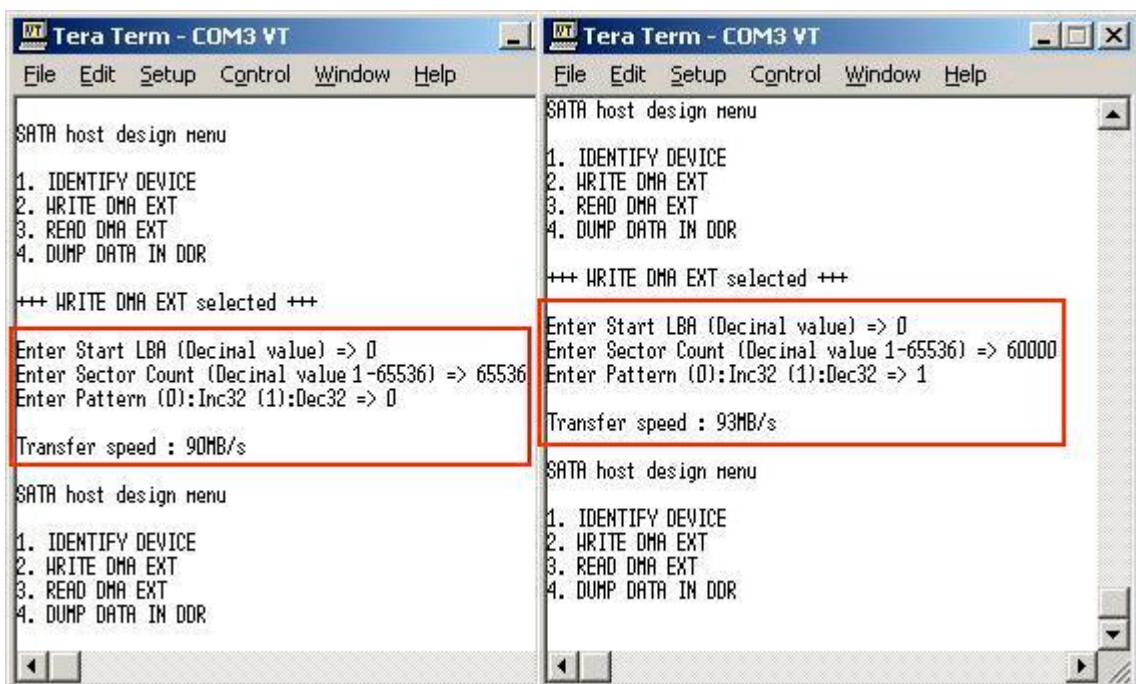 Tera Term - COM3 VT
File Edit Setup Control Window Help
SATA host design menu
1. IDENTIFY DEVICE
2. WRITE DMA EXT
3. READ DMA EXT
4. DUMP DATA IN DDR
+++ WRITE DMA EXT selected +++
Enter Start LBA (Decimal value) => 0
Enter Sector Count (Decimal value 1-65536) => 65536
Enter Pattern (0):Inc32 (1):Dec32 => 0
Transfer speed : 90MB/s
SATA host design menu
1. IDENTIFY DEVICE
2. WRITE DMA EXT
3. READ DMA EXT
4. DUMP DATA IN DDR
Tera Term - COM3 VT
File Edit Setup Control Window Help
SATA host design menu
1. IDENTIFY DEVICE
2. WRITE DMA EXT
3. READ DMA EXT
4. DUMP DATA IN DDR
+++ WRITE DMA EXT selected +++
Enter Start LBA (Decimal value) => 0
Enter Sector Count (Decimal value 1-65536) => 60000
Enter Pattern (0):Inc32 (1):Dec32 => 1
Transfer speed : 93MB/s
SATA host design menu
1. IDENTIFY DEVICE
2. WRITE DMA EXT
3. READ DMA EXT
4. DUMP DATA IN DDR